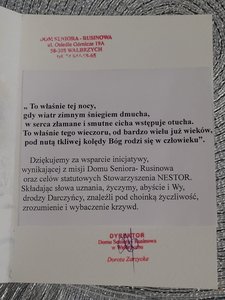 DOM SENIORA - RUSINOWA
ul. Osiedle Górnicze 19A
58-303 WAŁBRZYCH
„ To właśnie tej nocy,
gdy wiatr zimnym śniegiem dmucha,
w serca złamane i smutne cicha wstępuje otucha.
To właśnie tego wieczoru, od bardzo wielu już wieków,
pod nutą tkliwej kolędy Bóg rodzi się w człowieku”.
Dziękujemy za wsparcie inicjatywy,
wynikającej z misji Domu Seniora- Rusinowa
oraz celów statutowych Stowarzyszenia NESTOR.
Składając słowa uznania, życzymy, abyście i Wy,
drodzy Darczyńcy, znaleźli pod choinką życzliwość,
zrozumienie i wybaczenie krzywd.
DYREKTOR
Domu Seniora Rusinowa
w Wałbrzychu
Dorota Zarzycka